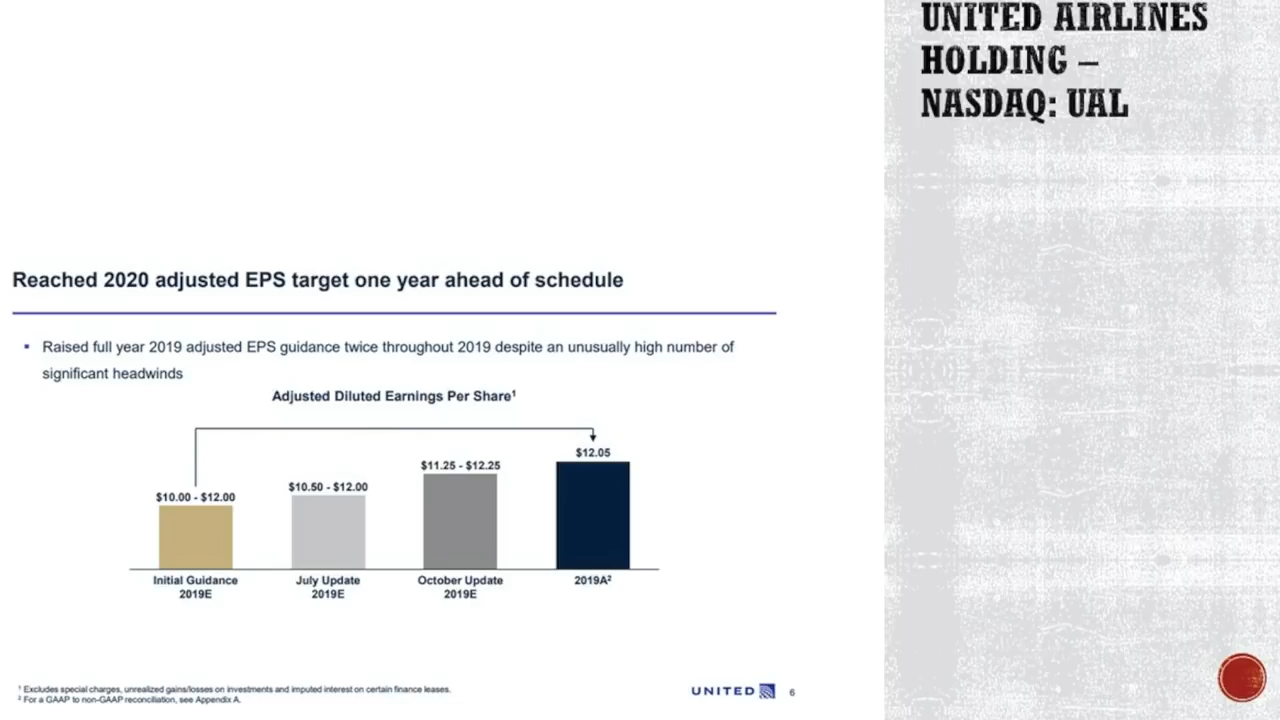 UNITED AIRLINES
HOLDING –
NASDAQ: UAL
Reached 2020 adjusted EPS target one year ahead of schedule
▪ Raised full year 2019 adjusted EPS guidance twice throughout 2019 despite an unusually high number of
significant headwinds
Adjusted Diluted Earnings Per Share¹
$10.00 - $12.00
$10.50 - $12.00
$11.25 - $12.25
$12.05
Initial Guidance
2019E
July Update
2019E
October Update
2019E
2019A²
¹ Excludes special charges, unrealized gains/losses on investments and imputed interest on certain finance leases.
² For a GAAP to non-GAAP reconciliation, see Appendix A.
UNITED
6